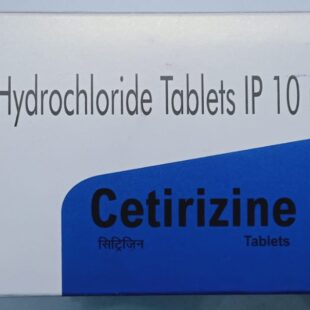 Hydrochloride Tablets IP 10
Cetirizine
सिट्रिजिन
Tablets